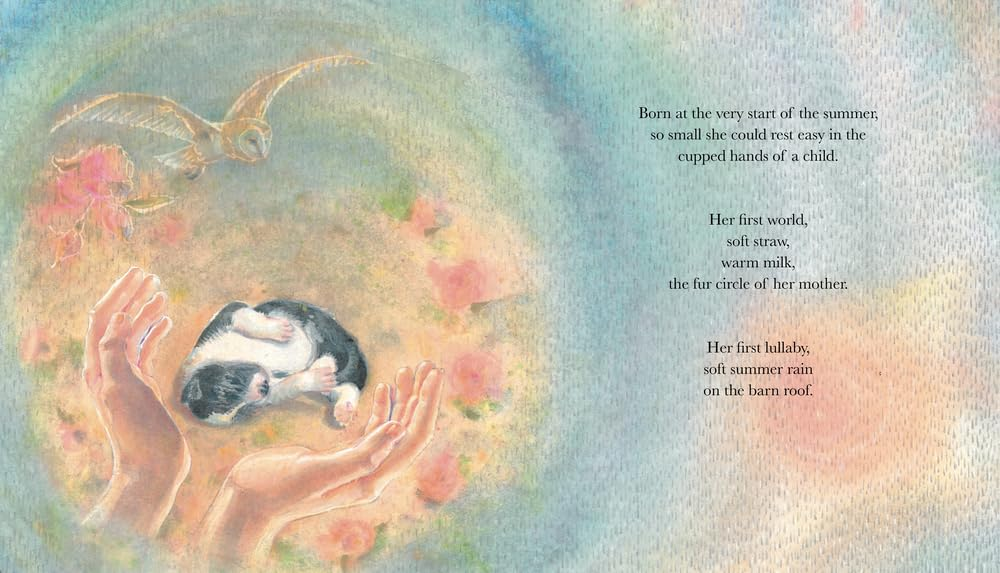 Born at the very start of the summer,
so small she could rest easy in the
cupped hands of a child.
Her first world,
soft straw,
warm milk,
the fur circle of her mother.
Her first lullaby,
soft summer rain
on the barn roof.